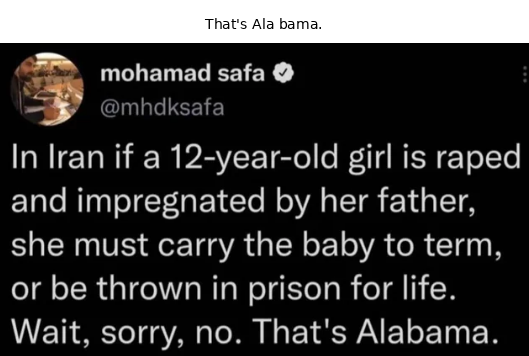 That's Ala bama.
mohamad safa
@mhdksafa
In Iran if a 12-year-old girl is raped
and impregnated by her father,
she must carry the baby to term,
or be thrown in prison for life.
Wait, sorry, no. That's Alabama.